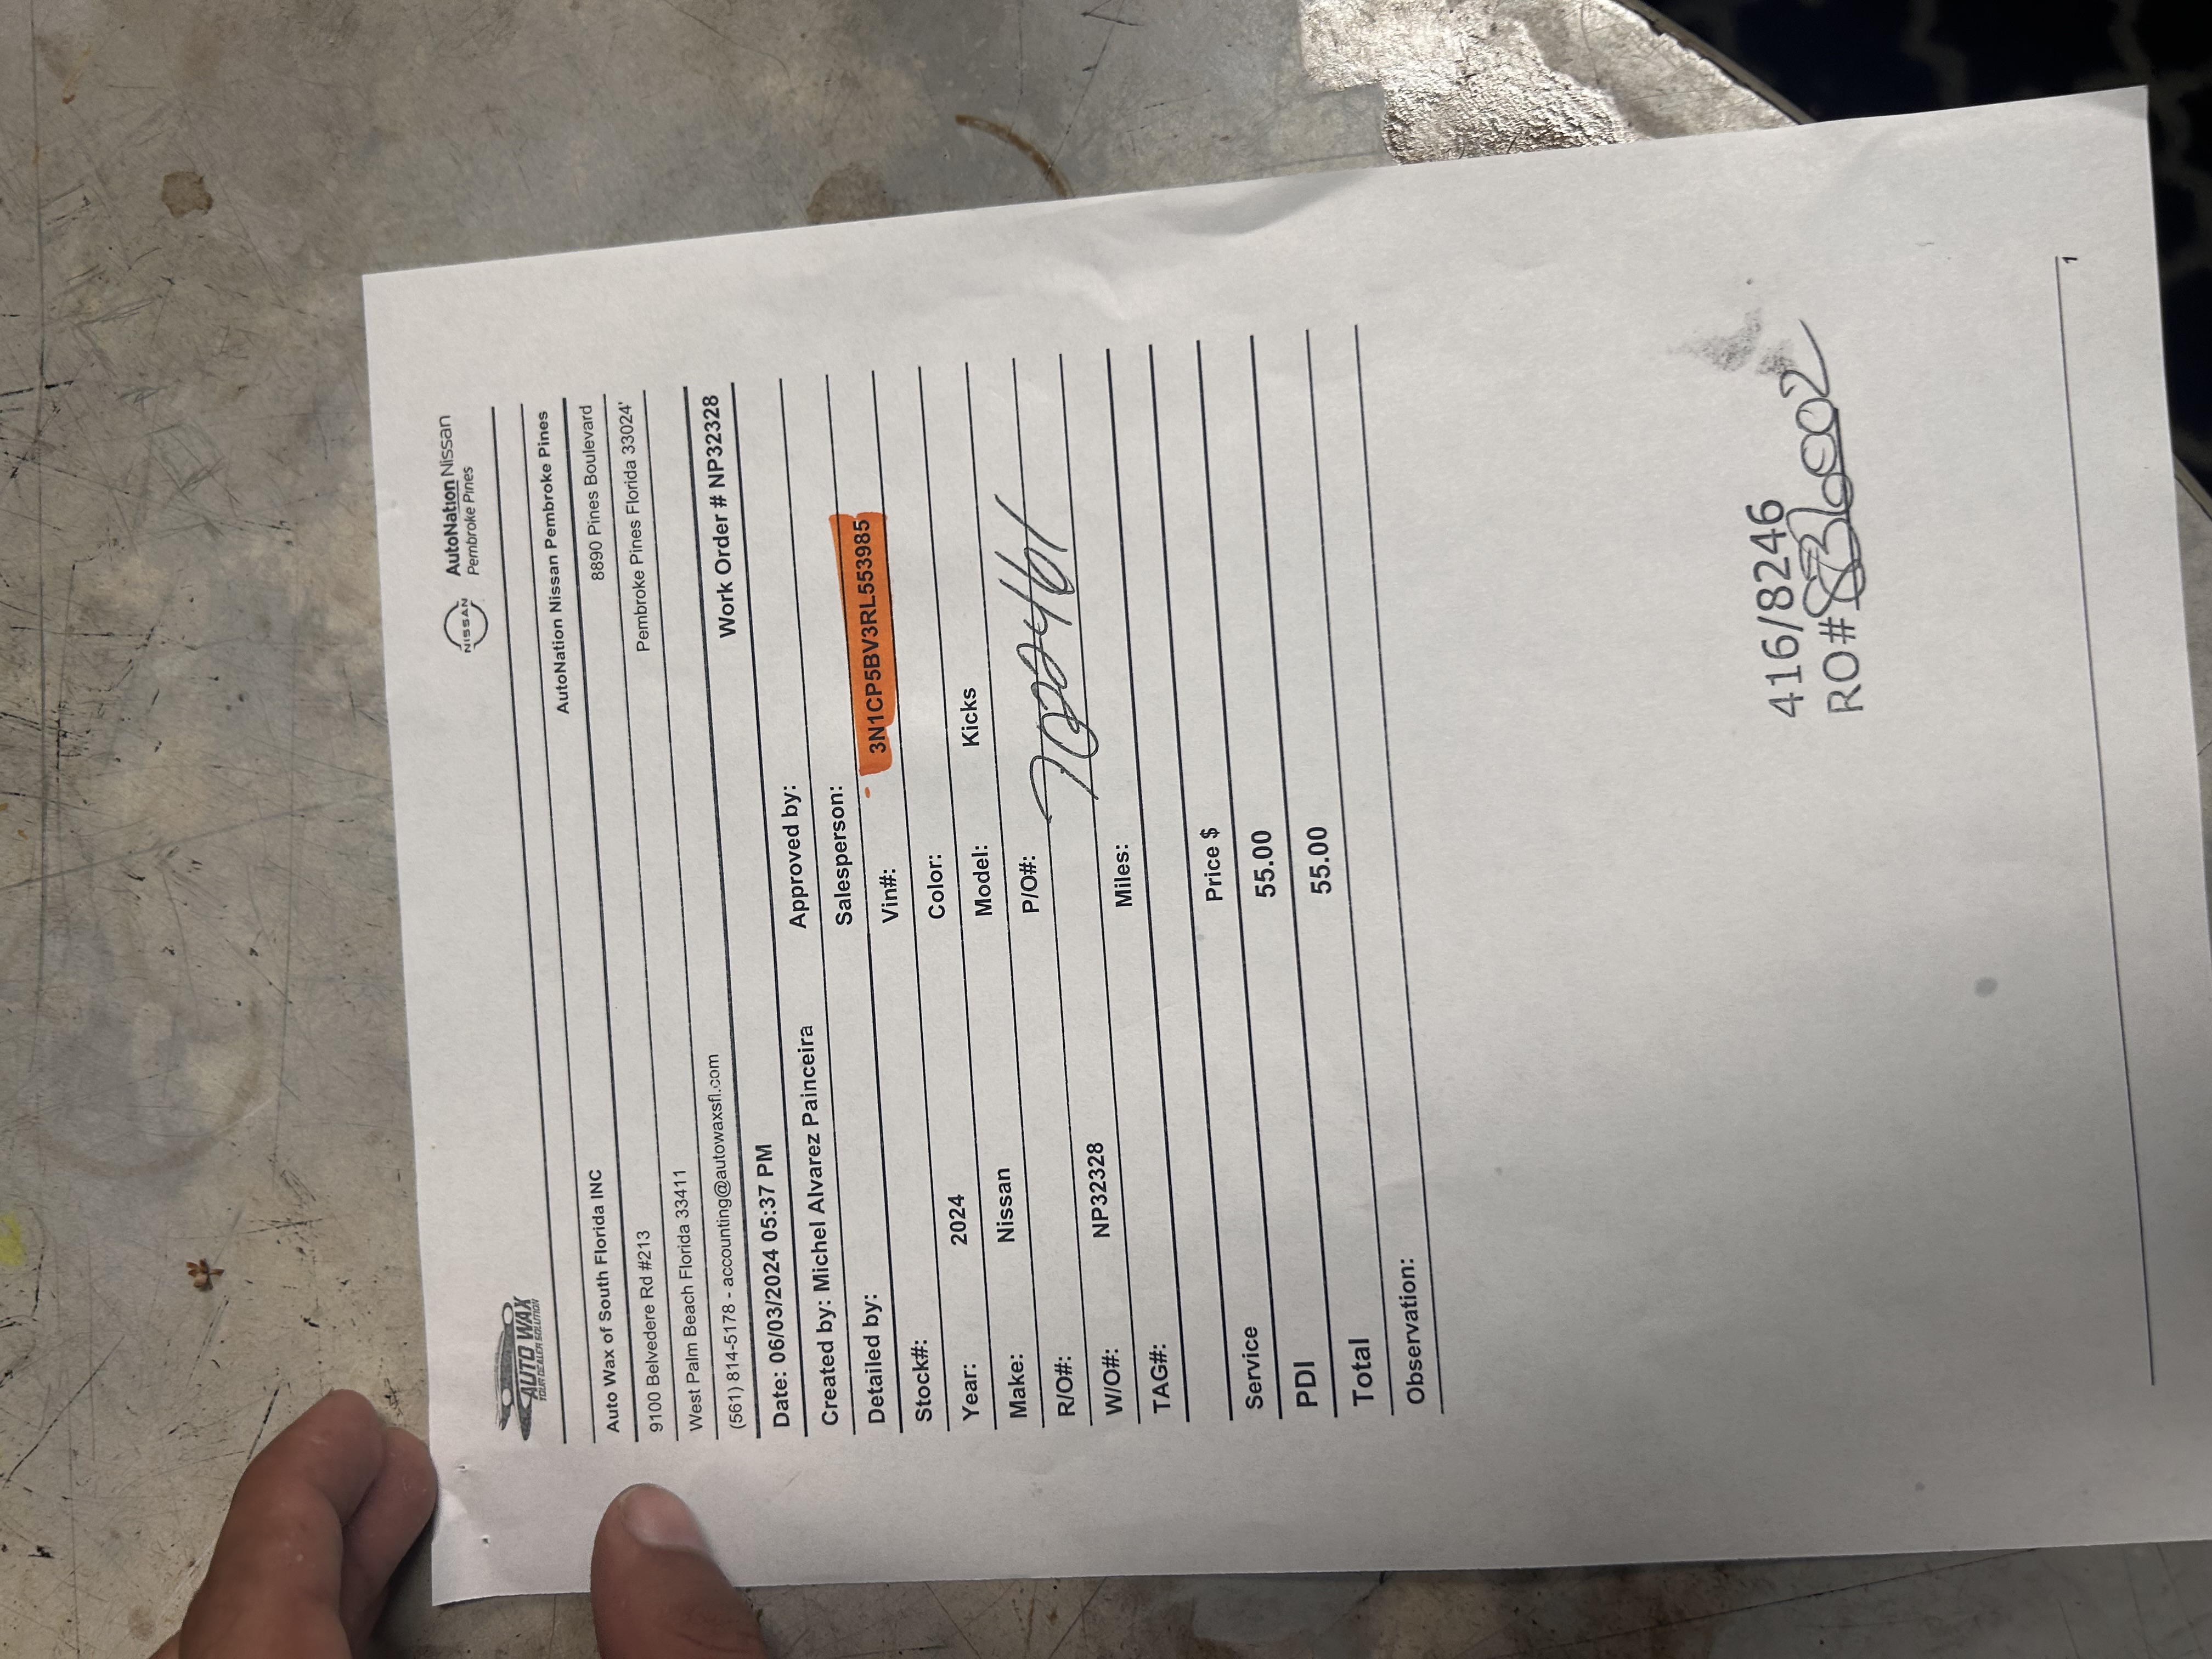 AUTO WAX
YOUR DEALER SOLUTION
NISSAN
AutoNation Nissan
Pembroke Pines
AutoNation Nissan Pembroke Pines
Auto Wax of South Florida INC
8890 Pines Boulevard
9100 Belvedere Rd #213
Pembroke Pines Florida 33024'
West Palm Beach Florida 33411
(561) 814-5178 - accounting@autowaxsfl.com
Work Order # NP32328
Date: 06/03/2024 05:37 PM
Created by: Michel Alvarez Painceira Approved by:
Detailed by: Salesperson:
Stock#: Vin#: 3N1CP5BV3RL553985
Year: 2024 Color:
Make: Nissan Model: Kicks
R/O#: P/O#:
W/O#: NP32328
TAG#: Miles:
Service Price $
PDI 55.00
Total 55.00
Observation:
416/8246
RO#
1